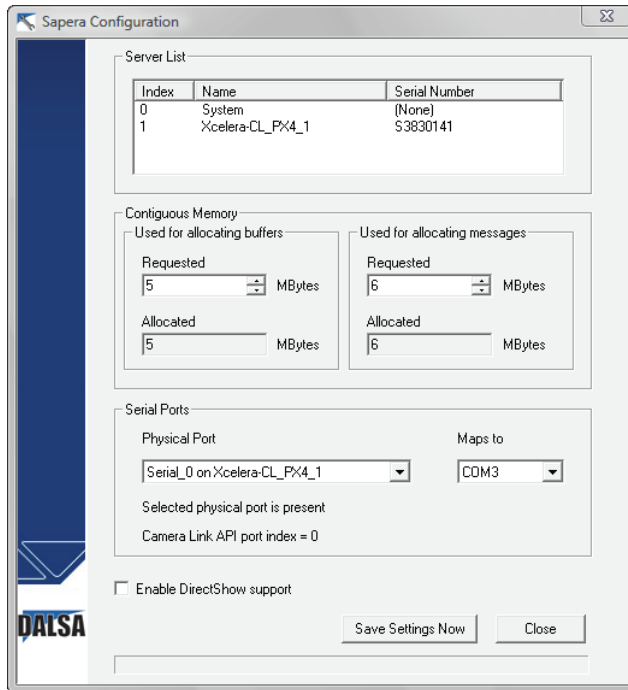 Sapera Configuration
Server List
Index Name Serial Number
0 System (None)
1 Xcelera-CL_PX4_1 S3830141
Contiguous Memory
Used for allocating buffers Used for allocating messages
Requested Requested
5 MBytes 6 MBytes
Allocated Allocated
5 MBytes 6 MBytes
Serial Ports
Physical Port Maps to
Serial_0 on Xcelera-CL_PX4_1 COM3
Selected physical port is present
Camera Link API port index = 0
Enable DirectShow support
DALSA
Save Settings Now Close